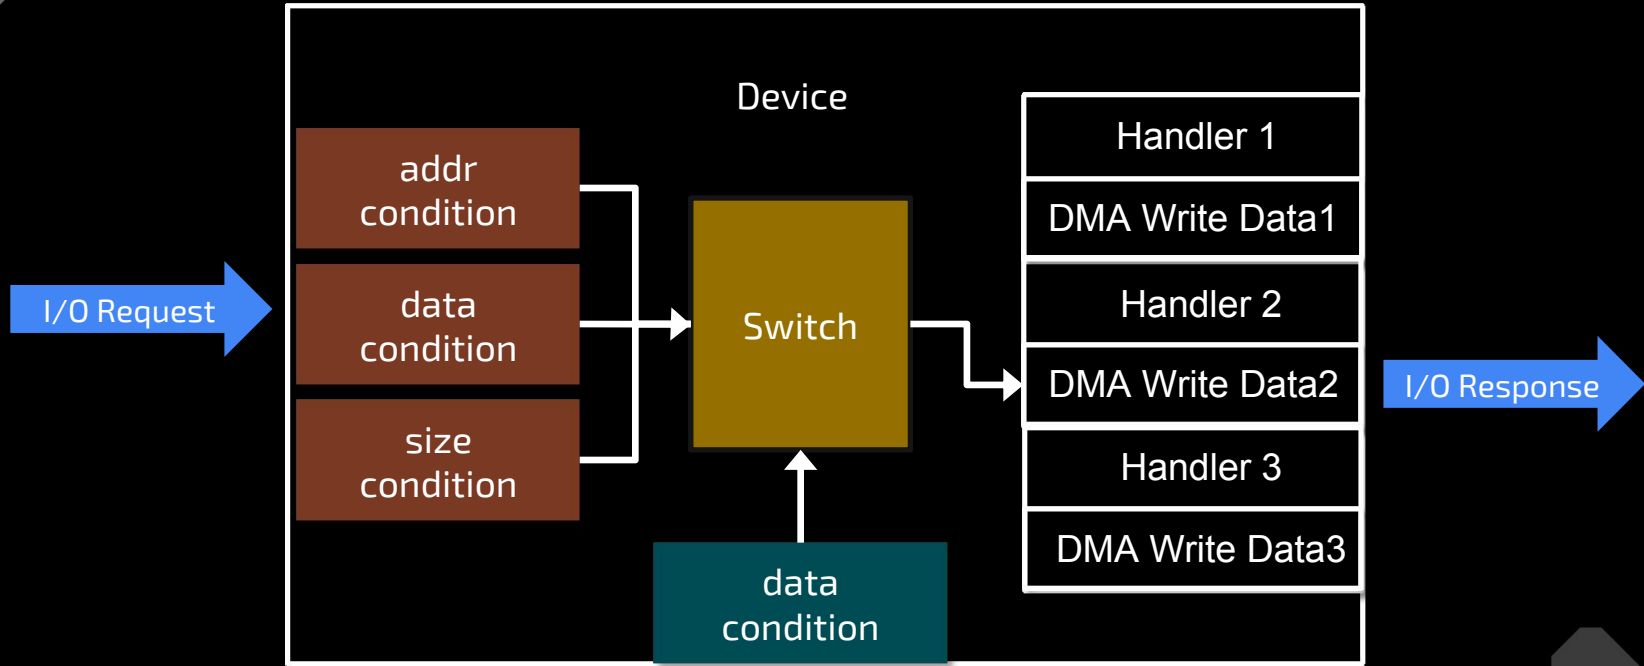 Device
I/O Request
addr
condition
data
condition
size
condition
Switch
data
condition
Handler 1
DMA Write Data1
Handler 2
DMA Write Data2
Handler 3
DMA Write Data3
I/O Response